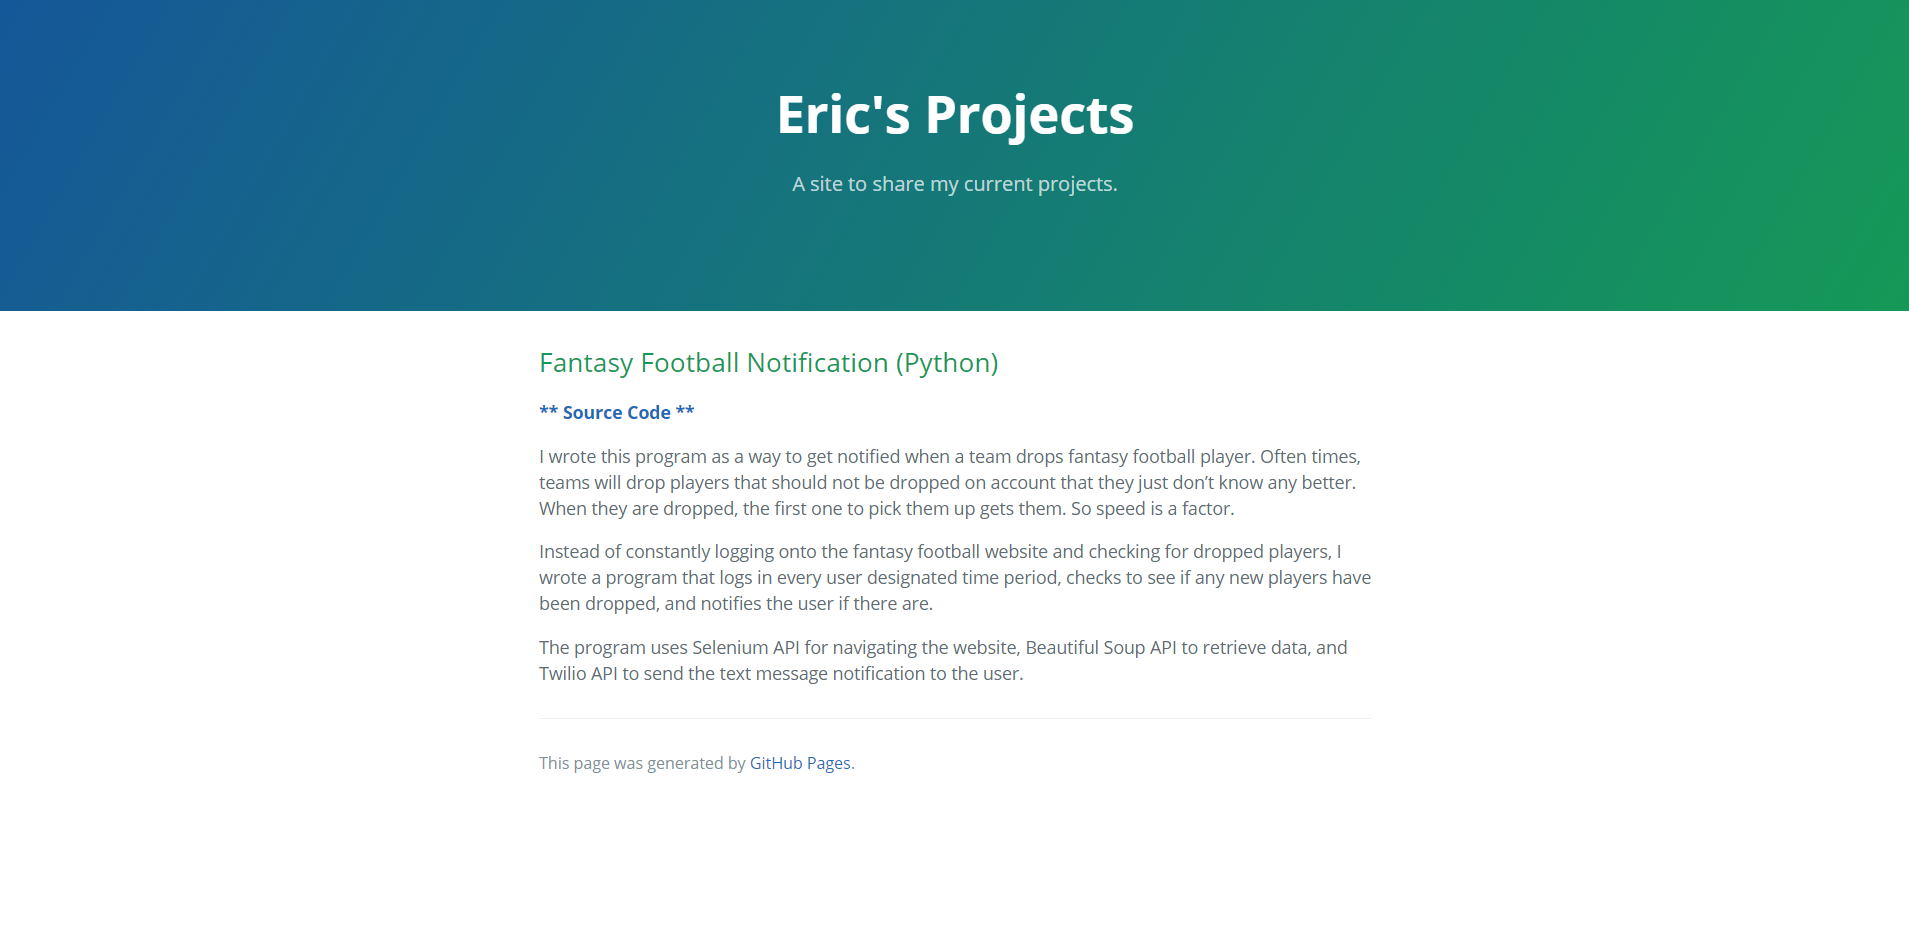 Eric's Projects
A site to share my current projects.
Fantasy Football Notification (Python)
** Source Code **
I wrote this program as a way to get notified when a team drops fantasy football player. Often times,
teams will drop players that should not be dropped on account that they just don’t know any better.
When they are dropped, the first one to pick them up gets them. So speed is a factor.
Instead of constantly logging onto the fantasy football website and checking for dropped players, I
wrote a program that logs in every user designated time period, checks to see if any new players have
been dropped, and notifies the user if there are.
The program uses Selenium API for navigating the website, Beautiful Soup API to retrieve data, and
Twilio API to send the text message notification to the user.
This page was generated by GitHub Pages.